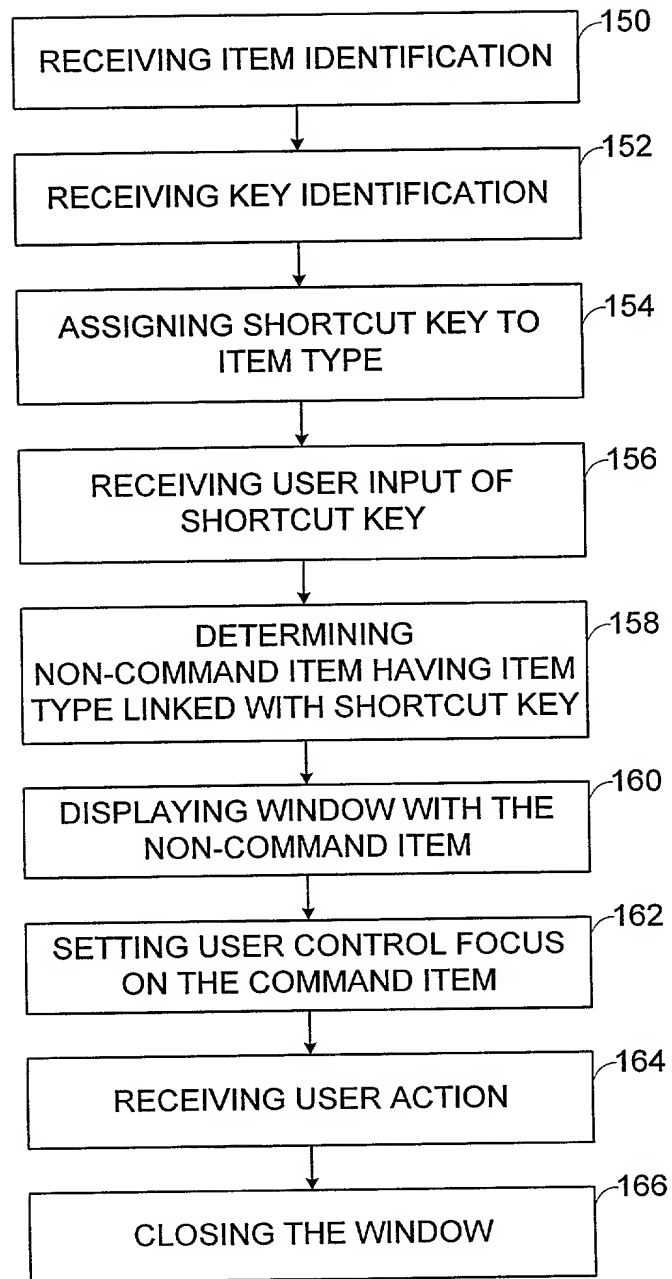 150
RECEIVING ITEM IDENTIFICATION
152
RECEIVING KEY IDENTIFICATION
154
ASSIGNING SHORTCUT KEY TO
ITEM TYPE
156
RECEIVING USER INPUT OF
SHORTCUT KEY
158
DETERMINING
NON-COMMAND ITEM HAVING ITEM
TYPE LINKED WITH SHORTCUT KEY
160
DISPLAYING WINDOW WITH THE
NON-COMMAND ITEM
162
SETTING USER CONTROL FOCUS
ON THE COMMAND ITEM
164
RECEIVING USER ACTION
166
CLOSING THE WINDOW